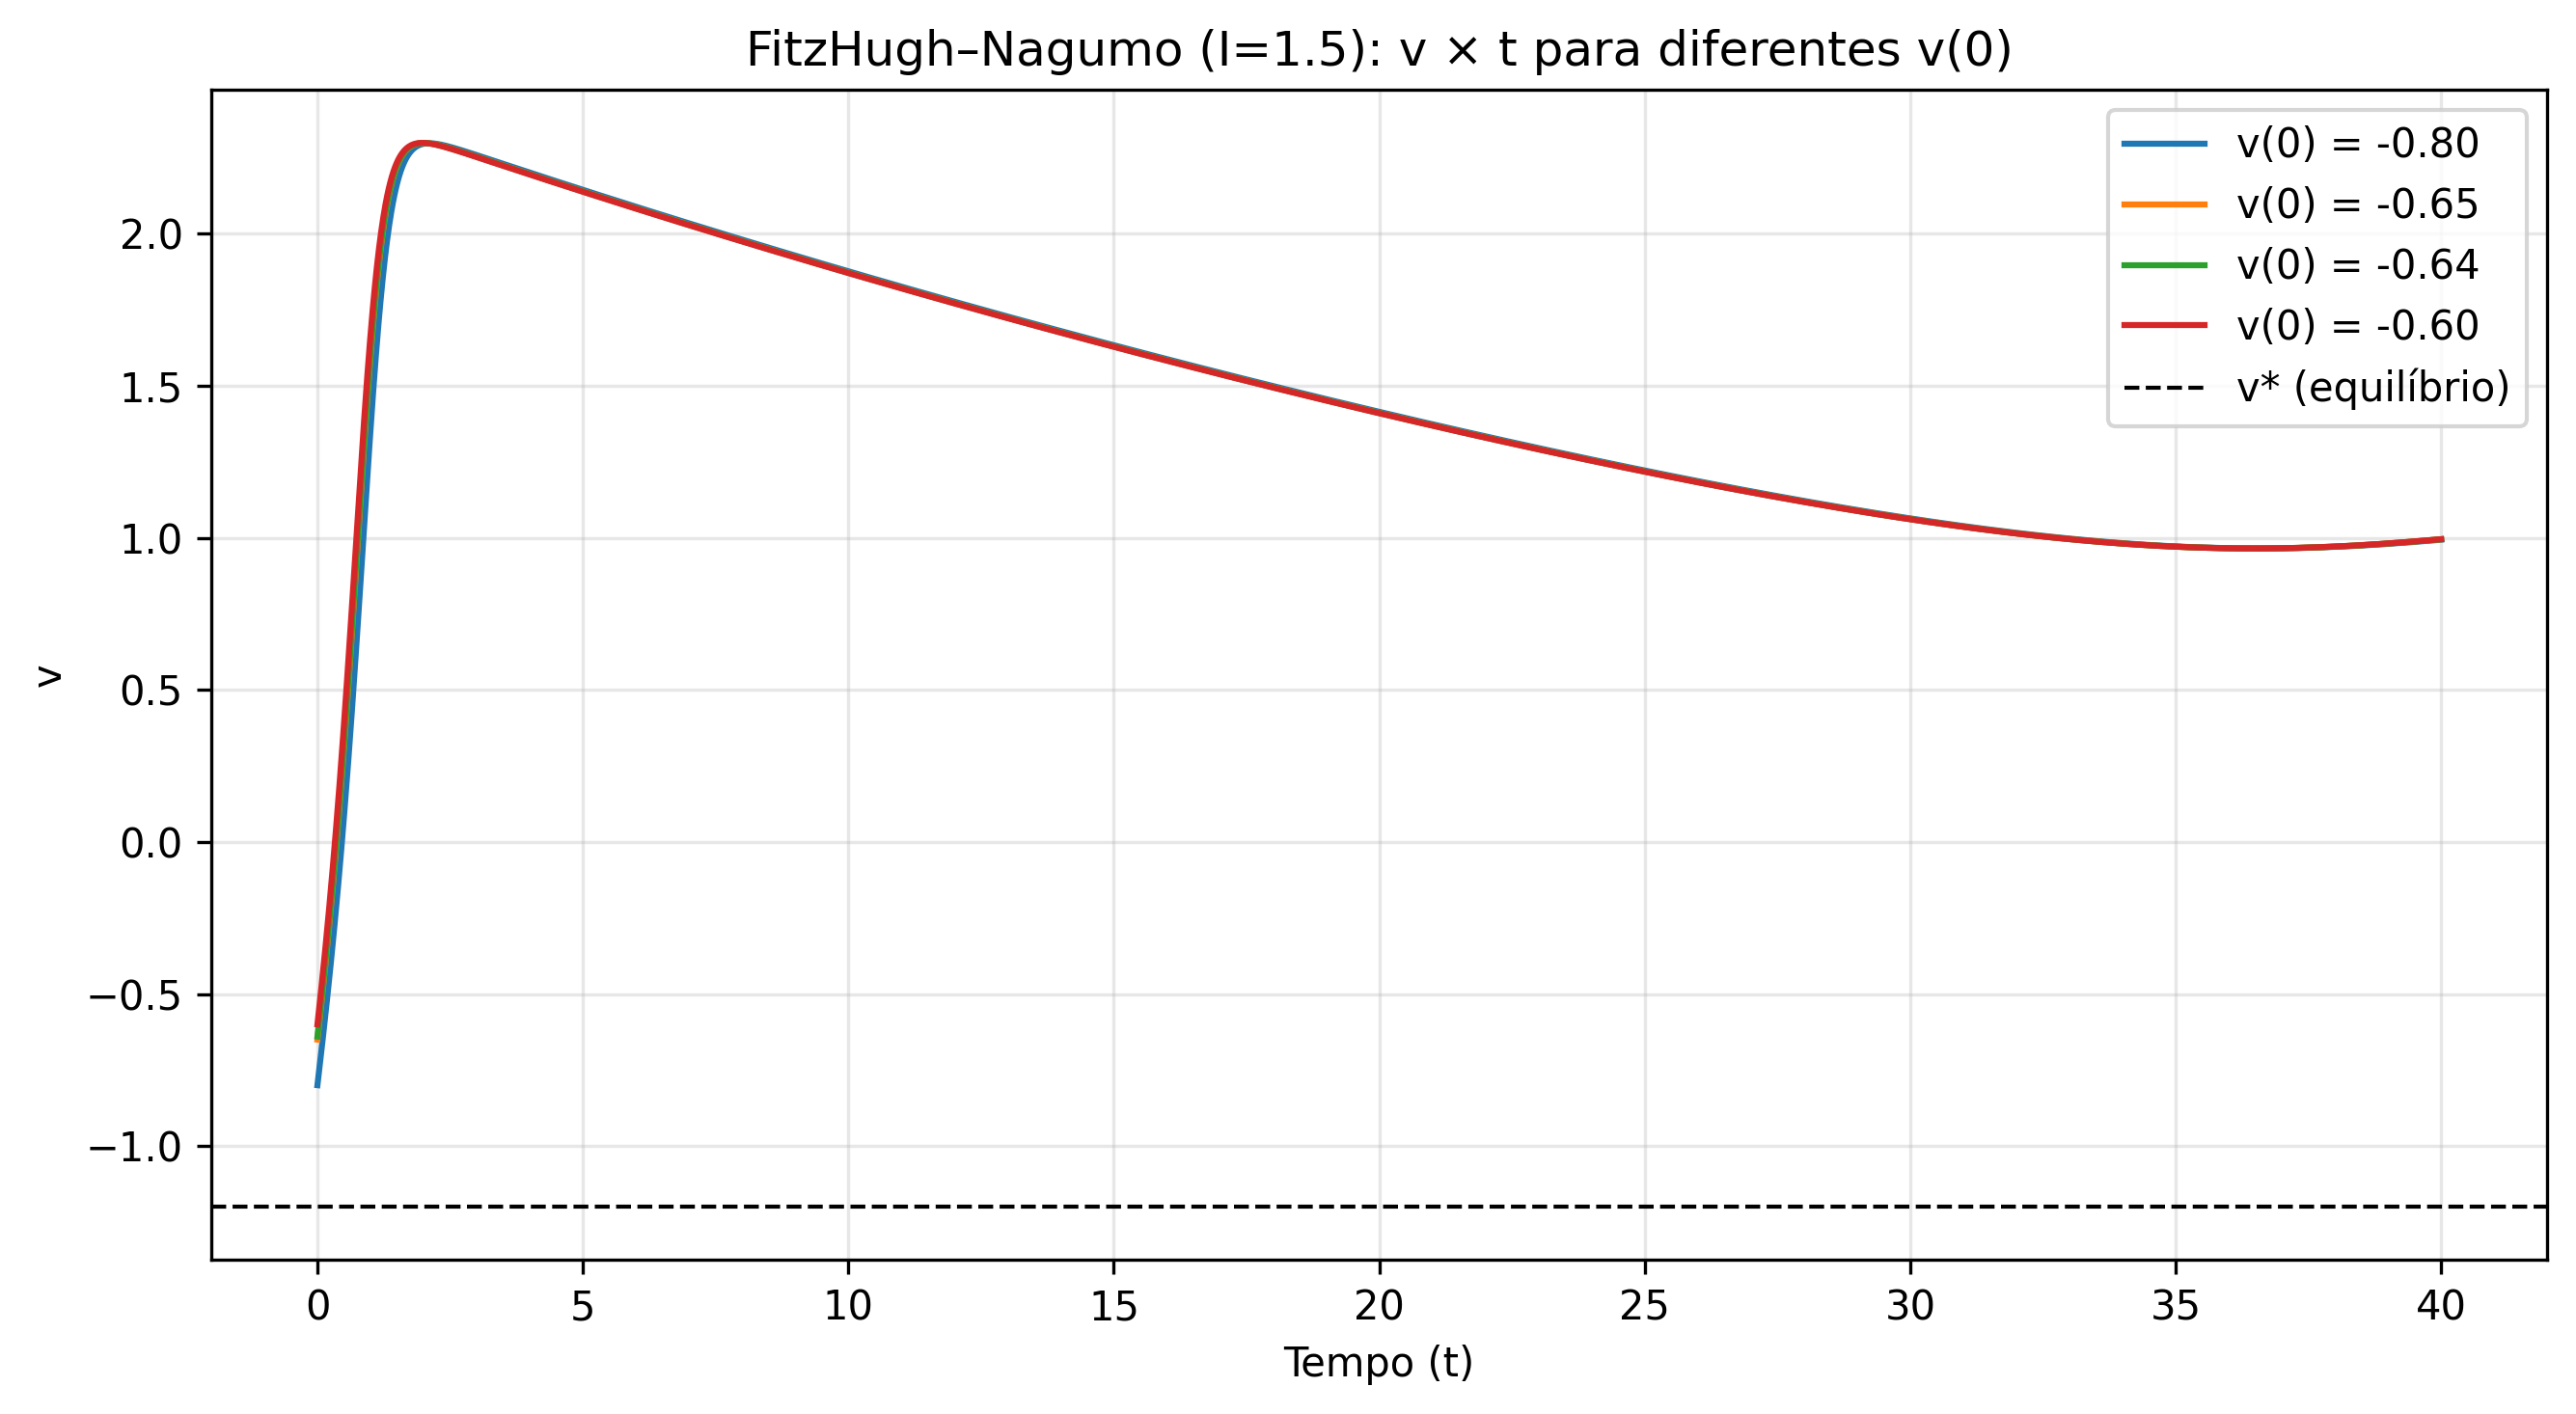 FitzHugh–Nagumo (I=1.5): v × t para diferentes v(0)
v(0) = -0.80
v(0) = -0.65
v(0) = -0.64
v(0) = -0.60
v* (equilíbrio)
v
2.0
1.5
1.0
0.5
0.0
−0.5
−1.0
0 5 10 15 20 25 30 35 40
Tempo (t)